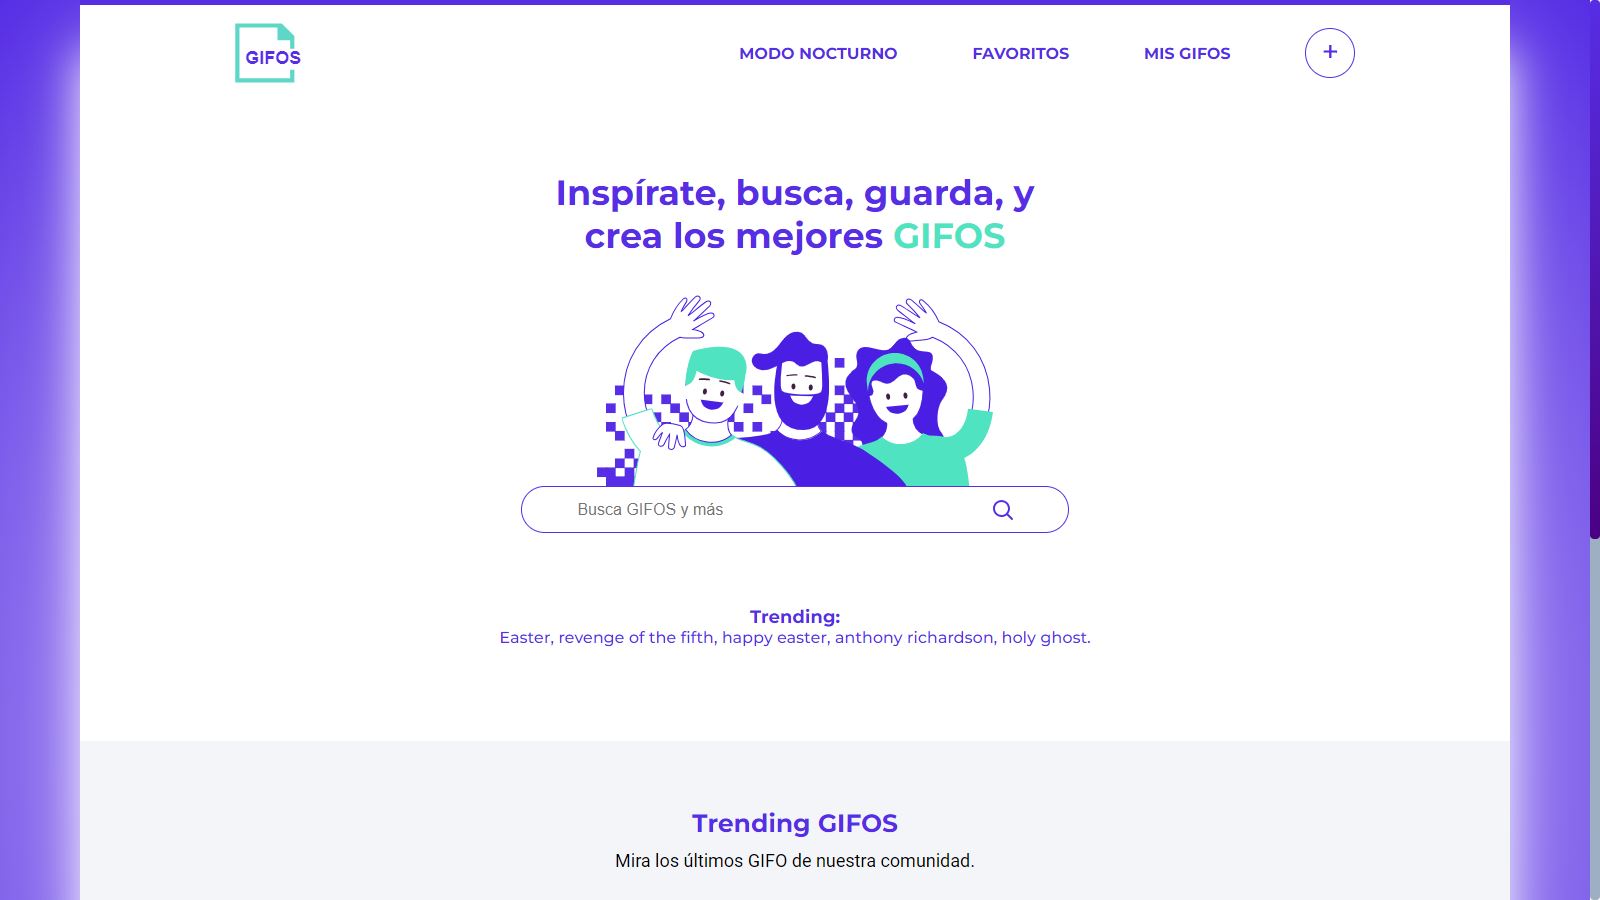 GIFOS
MODO NOCTURNO
FAVORITOS
MIS GIFOS
+
Inspírate, busca, guarda, y
crea los mejores GIFOS
Busca GIFOS y más
Trending:
Easter, revenge of the fifth, happy easter, anthony richardson, holy ghost.
Trending GIFOS
Mira los últimos GIFO de nuestra comunidad.